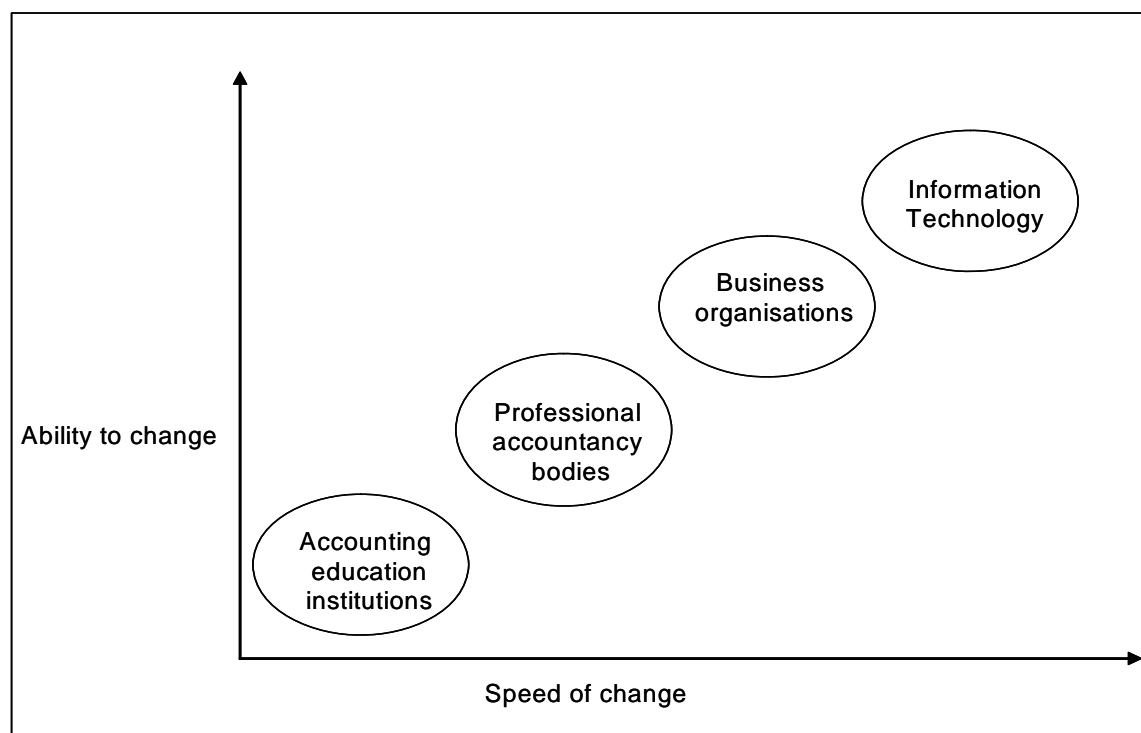 Information
Technology
Business
organisations
Professional
accountancy
bodies
Ability to change
Accounting
education
institutions
Speed of change